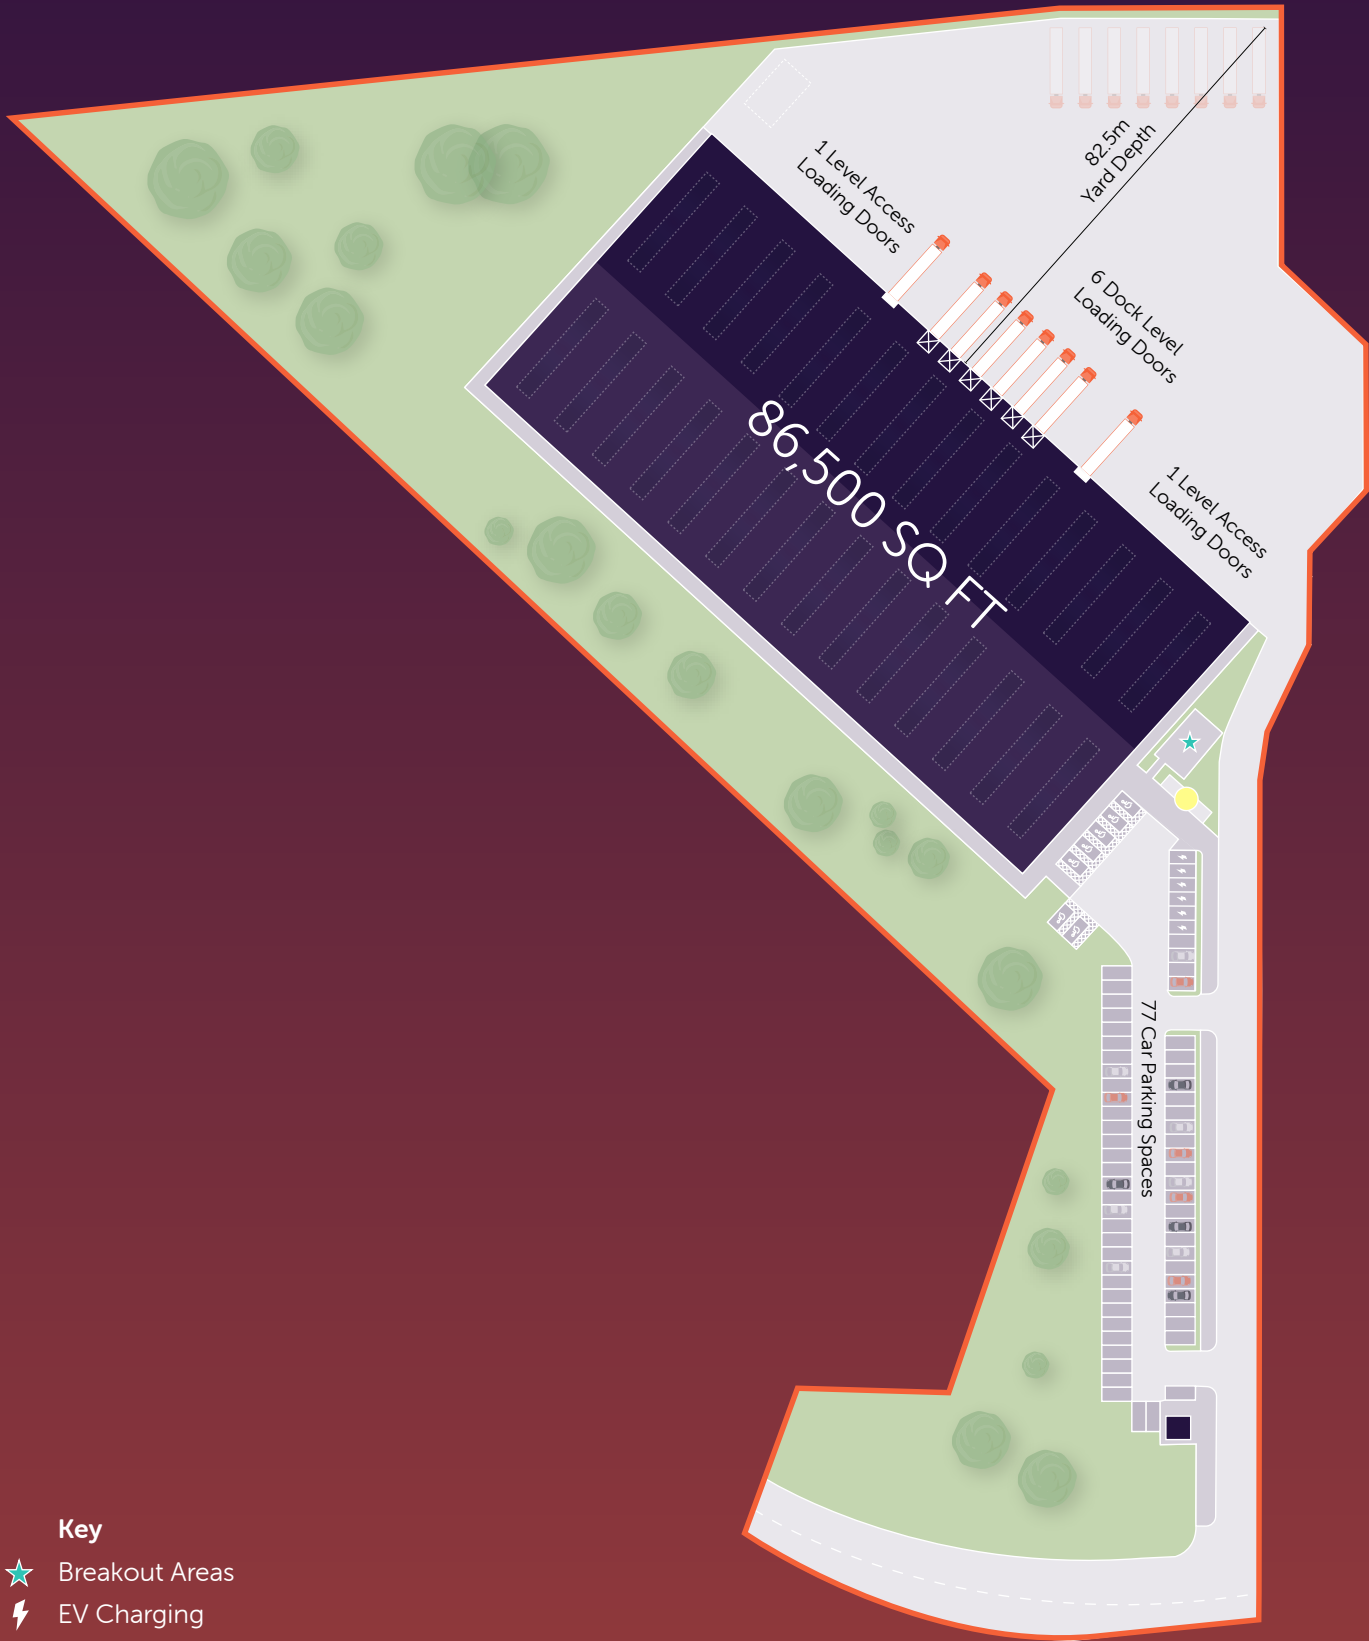 82.5m
Yard Depth
1 Level Access
Loading Doors
6 Dock Level
Loading Doors
86,500 SQ FT
1 Level Access
Loading Doors
77 Car Parking Spaces
Key
Breakout Areas
EV Charging